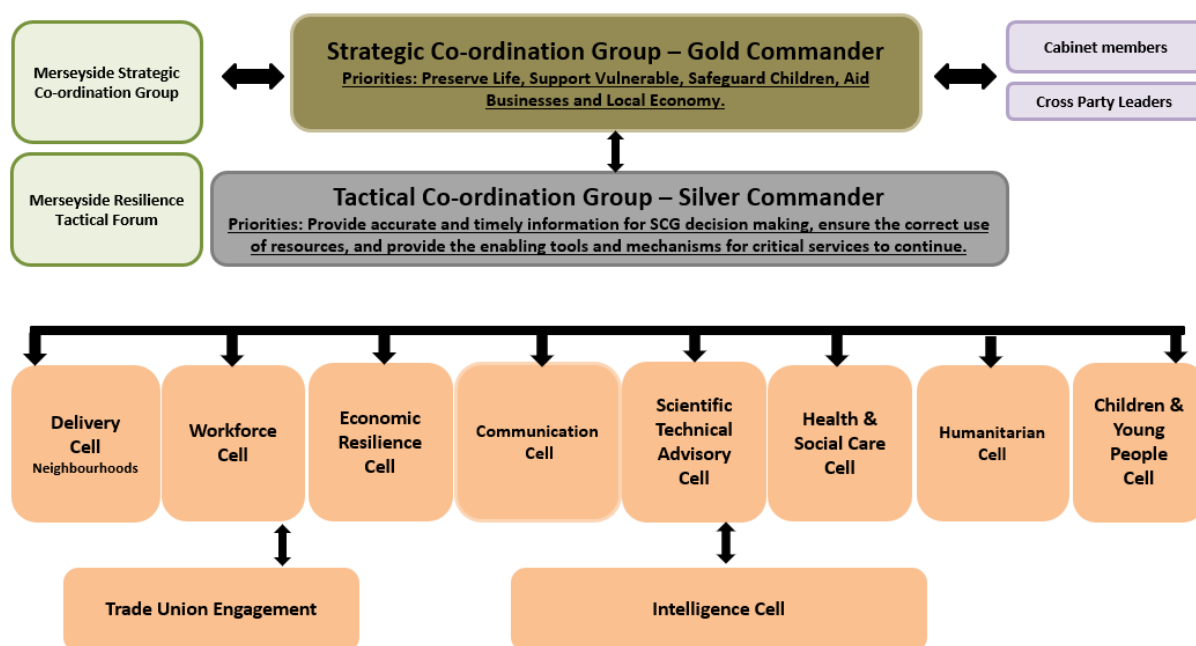 Merseyside Strategic
Co-ordination Group
Strategic Co-ordination Group – Gold Commander
Priorities: Preserve Life, Support Vulnerable, Safeguard Children, Aid
Businesses and Local Economy.
Cabinet members
Cross Party Leaders
Merseyside Resilience
Tactical Forum
Tactical Co-ordination Group – Silver Commander
Priorities: Provide accurate and timely information for SCG decision making, ensure the correct use
of resources, and provide the enabling tools and mechanisms for critical services to continue.
Delivery
Cell
Neighbourhoods
Workforce
Cell
Economic
Resilience
Cell
Communication
Cell
Scientific
Technical
Advisory
Cell
Health &
Social Care
Cell
Humanitarian
Cell
Children &
Young
People
Cell
Trade Union Engagement
Intelligence Cell